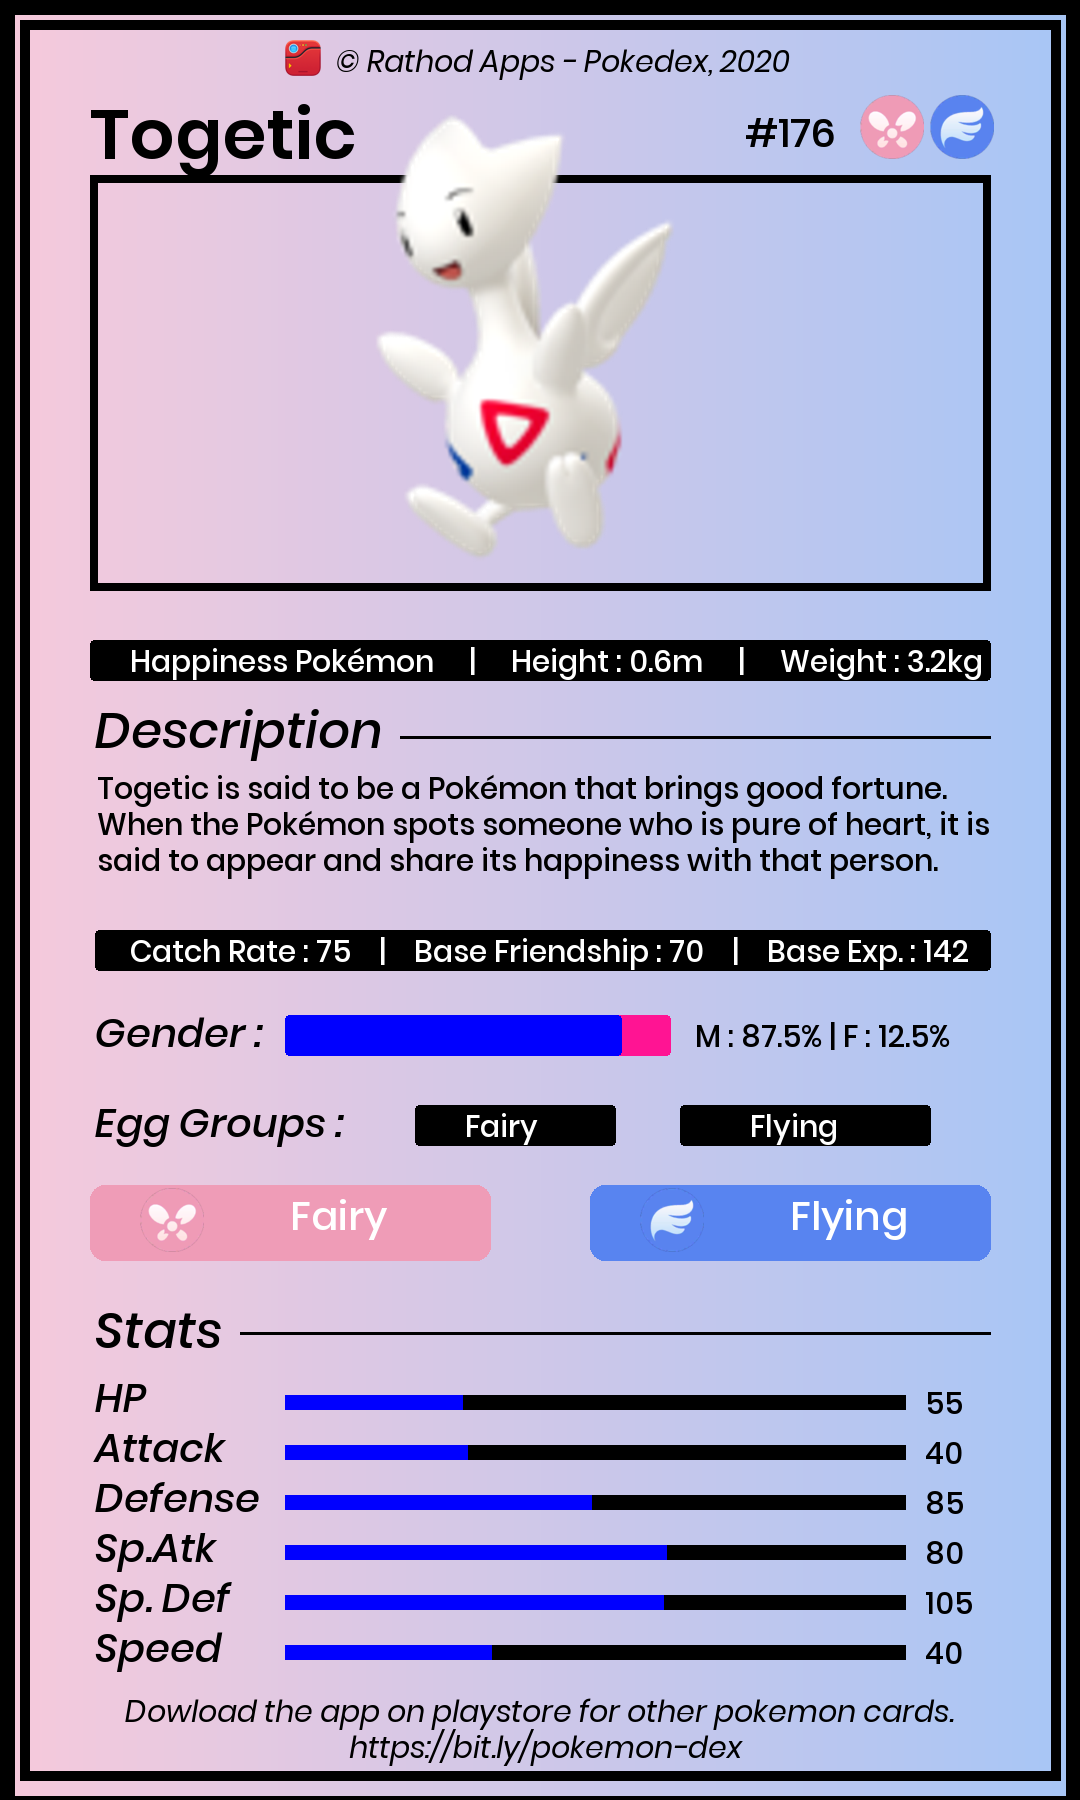 © Rathod Apps - Pokedex, 2020
Togetic #176
Happiness Pokémon | Height : 0.6m | Weight : 3.2kg
Description
Togetic is said to be a Pokémon that brings good fortune.
When the Pokémon spots someone who is pure of heart, it is
said to appear and share its happiness with that person.
Catch Rate : 75 | Base Friendship : 70 | Base Exp. : 142
Gender : M : 87.5% | F : 12.5%
Egg Groups : Fairy Flying
Fairy Flying
Stats
HP 55
Attack 40
Defense 85
Sp.Atk 80
Sp. Def 105
Speed 40
Dowload the app on playstore for other pokemon cards.
https://bit.ly/pokemon-dex